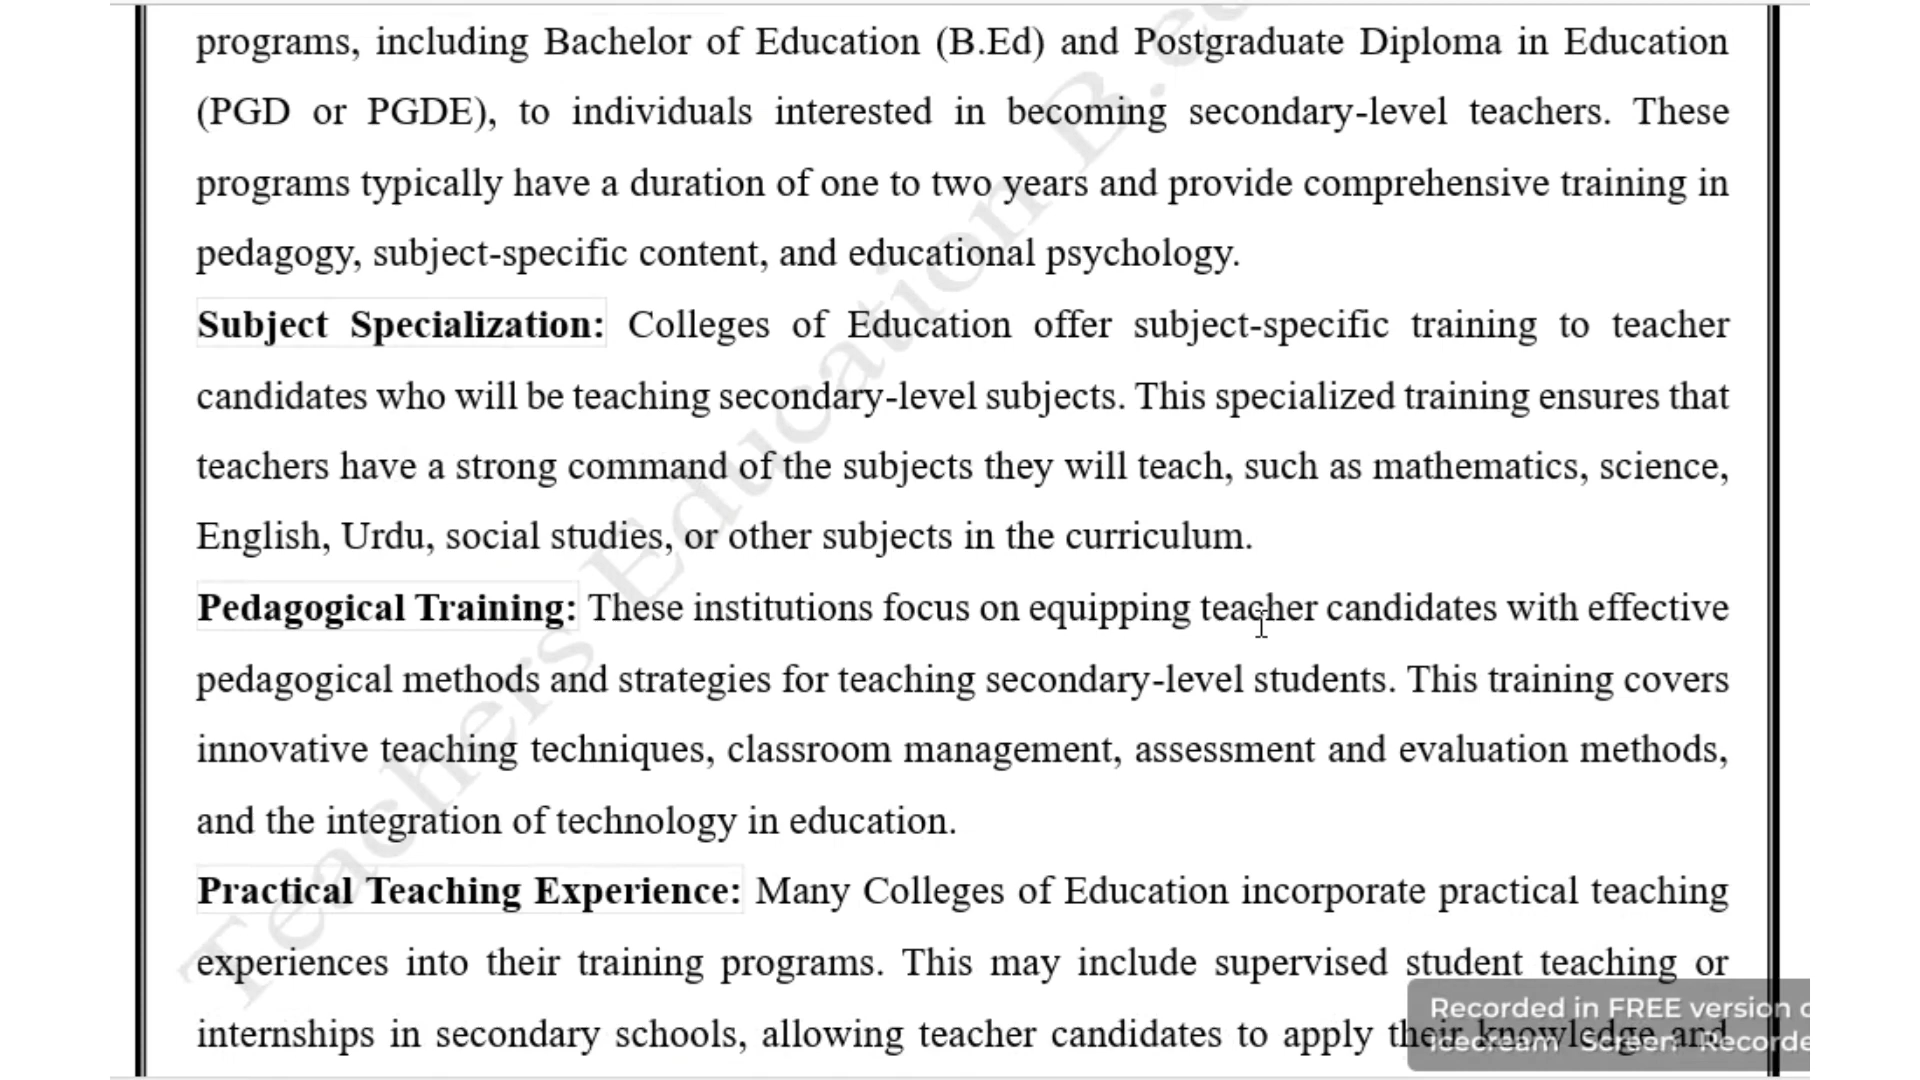 programs, including Bachelor of Education (B.Ed) and Postgraduate Diploma in Education
(PGD or PGDE), to individuals interested in becoming secondary-level teachers. These
programs typically have a duration of one to two years and provide comprehensive training in
pedagogy, subject-specific content, and educational psychology.
Subject Specialization: Colleges of Education offer subject-specific training to teacher
candidates who will be teaching secondary-level subjects. This specialized training ensures that
teachers have a strong command of the subjects they will teach, such as mathematics, science,
English, Urdu, social studies, or other subjects in the curriculum.
Pedagogical Training: These institutions focus on equipping teacher candidates with effective
pedagogical methods and strategies for teaching secondary-level students. This training covers
innovative teaching techniques, classroom management, assessment and evaluation methods,
and the integration of technology in education.
Practical Teaching Experience: Many Colleges of Education incorporate practical teaching
experiences into their training programs. This may include supervised student teaching or
internships in secondary schools, allowing teacher candidates to apply their knowledge and
Teachers Education B.ed
Recorded in FREE version
Icecream Screen Recorde